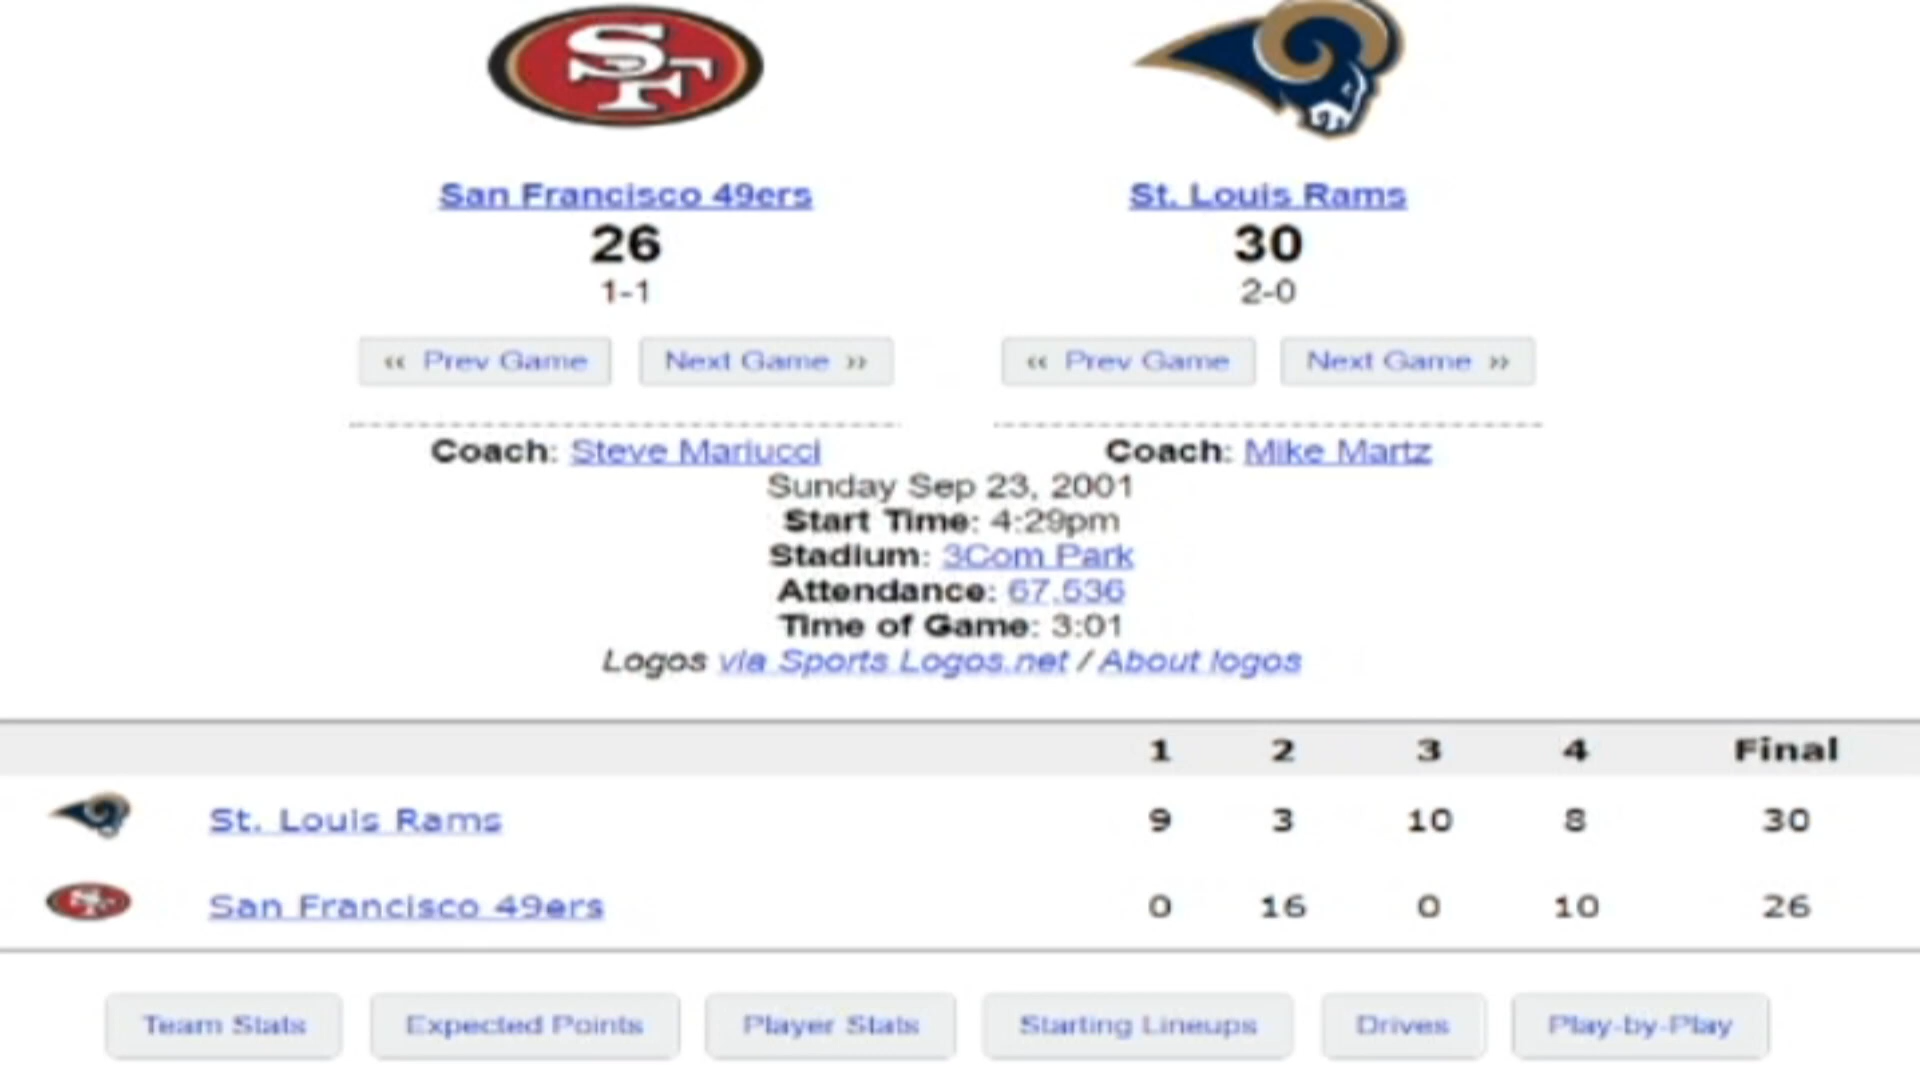 SF
San Francisco 49ers
St. Louis Rams
26
30
1-1
2-0
‹‹ Prev Game
Next Game ››
‹‹ Prev Game
Next Game ››
Coach: Steve Mariucci
Coach: Mike Martz
Sunday Sep 23, 2001
Start Time: 4:29pm
Stadium: 3Com Park
Attendance: 67,536
Time of Game: 3:01
Logos via Sports Logos.net / About logos
1 2 3 4 Final
St. Louis Rams 9 3 10 8 30
San Francisco 49ers 0 16 0 10 26
Team Stats
Expected Points
Player Stats
Starting Lineups
Drives
Play-by-Play